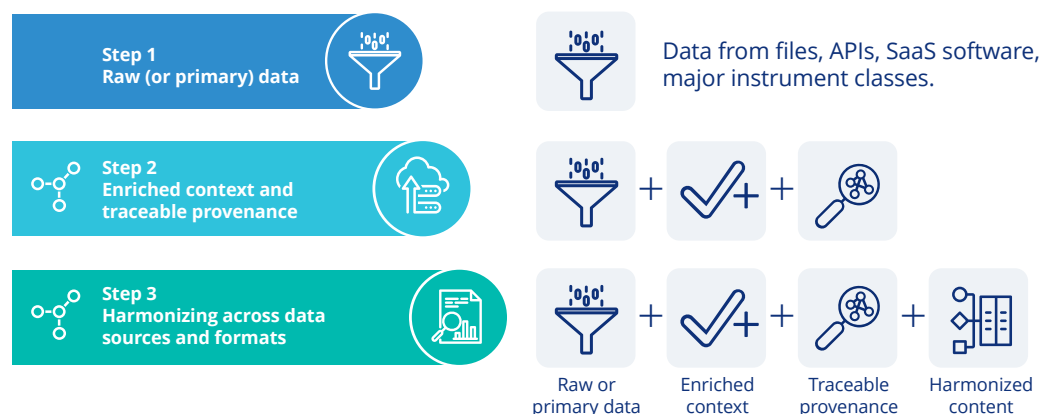 Step 1
Raw (or primary) data
Data from files, APIs, SaaS software,
major instrument classes.
Step 2
Enriched context and
traceable provenance
Step 3
Harmonizing across data
sources and formats
Raw or
primary data
Enriched
context
Traceable
provenance
Harmonized
content